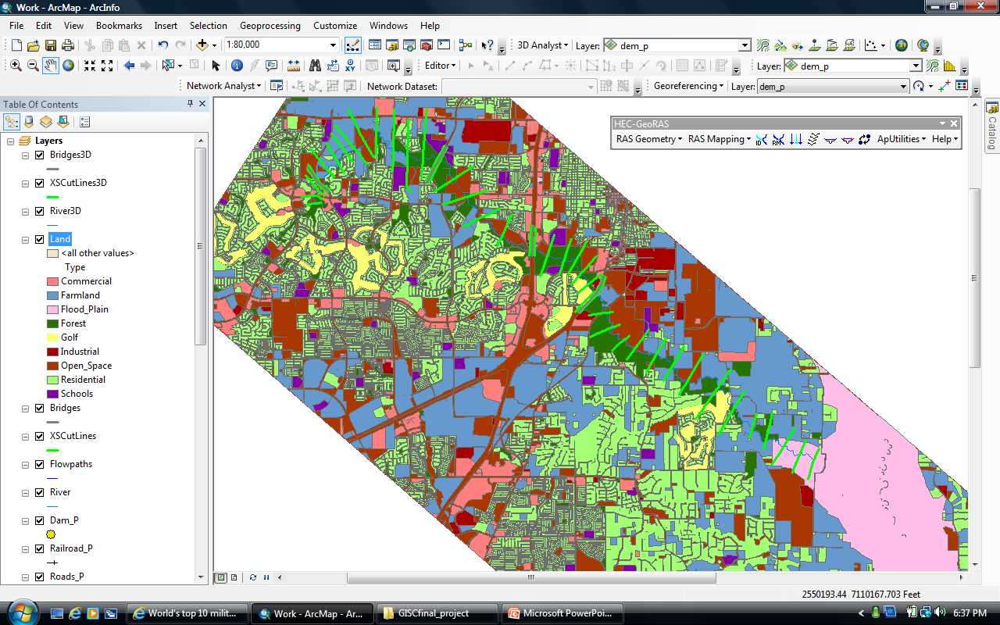 Work - ArcMap - ArcInfo
File Edit View Bookmarks Insert Selection Geoprocessing Customize Windows Help
1:80,000 3D Analyst Layer: dem_p
Editor Layer: dem_p
Network Analyst Network Dataset: Georeferencing Layer: dem_p
Table Of Contents
Layers
Bridges3D
XSCutLines3D
River3D
Land
<all other values>
Type
Commercial
Farmland
Flood_Plain
Forest
Golf
Industrial
Open_Space
Residential
Schools
Bridges
XSCutLines
Flowpaths
River
Dam_P
Railroad_P
Roads_P
HEC-GeoRAS
RAS Geometry RAS Mapping ID RM ApUtilities Help
Catalog
2550193.44 7110167.703 Feet
World's top 10 milit... Work - ArcMap - Ar... GISCfinal_project Microsoft PowerPoi... 6:37 PM